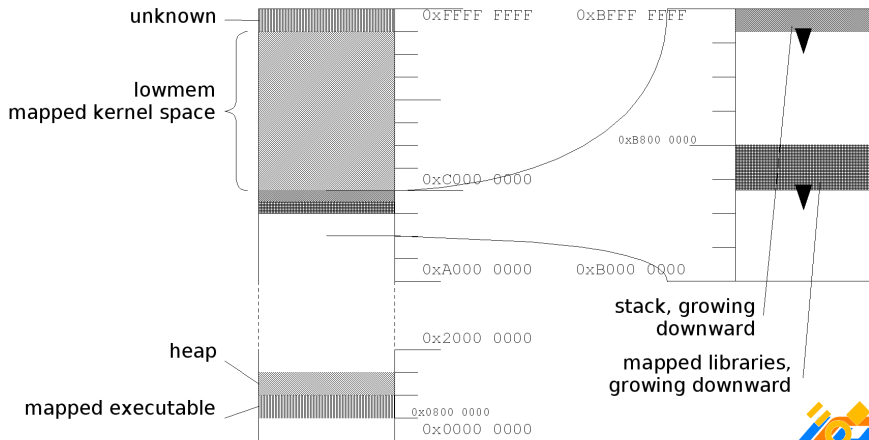 unknown
0xFFFF FFFF
0xBFFF FFFF
lowmem
mapped kernel space
0xB800 0000
0xC000 0000
0xA000 0000
0xB000 0000
stack, growing
downward
0x2000 0000
heap
mapped libraries,
growing downward
mapped executable
0x0800 0000
0x0000 0000